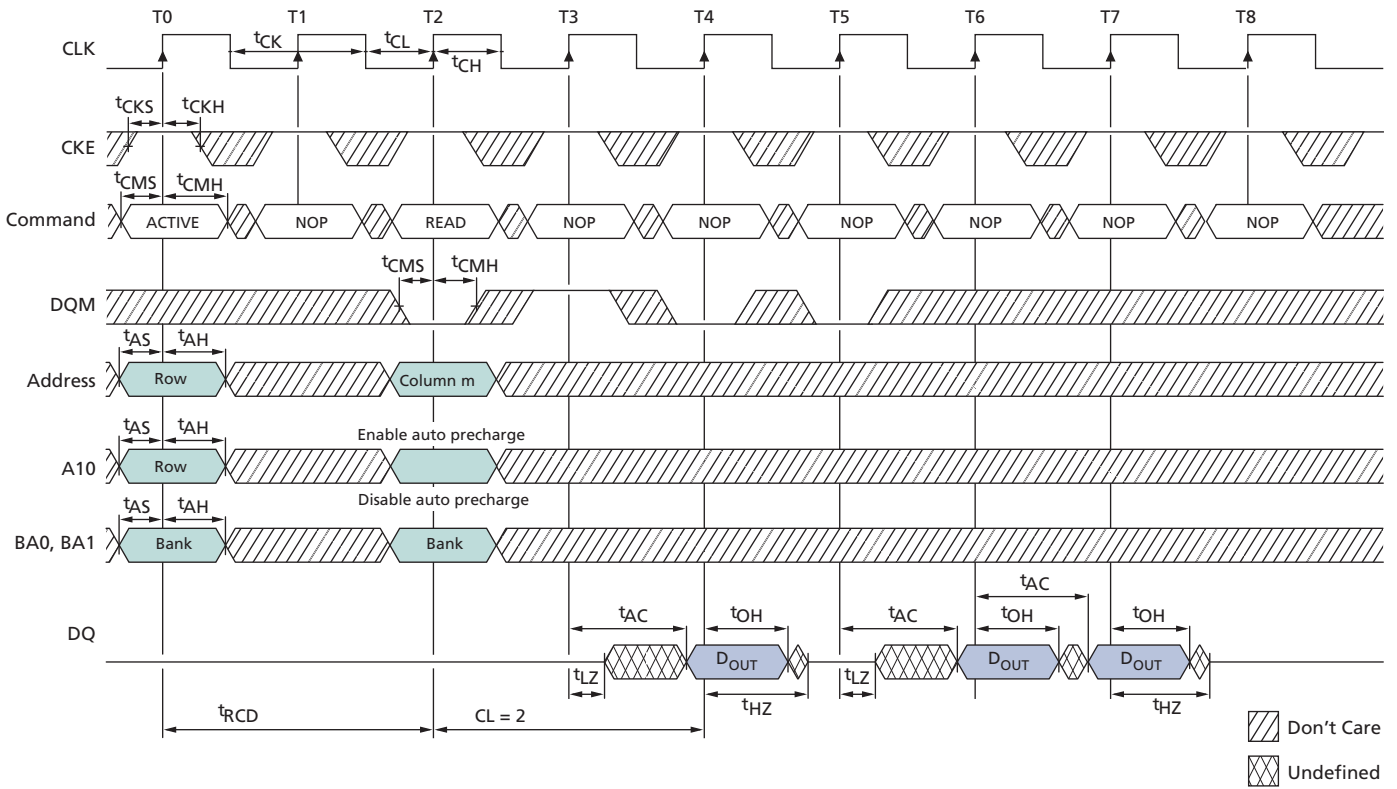 T0 T1 T2 T3 T4 T5 T6 T7 T8
CLK
tCK tCL
tCH
tCKS tCKH
CKE
tCMS tCMH
Command
ACTIVE NOP READ NOP NOP NOP NOP NOP NOP
tCMS tCMH
DQM
tAS tAH
Address
Row Column m
tAS tAH
Enable auto precharge
A10
Row
Disable auto precharge
tAS tAH
BA0, BA1
Bank Bank
tAC
tAC tOH tAC tOH tOH
DQ
DOUT DOUT DOUT
tLZ tLZ
tHZ tHZ
tRCD CL = 2
Don't Care
Undefined